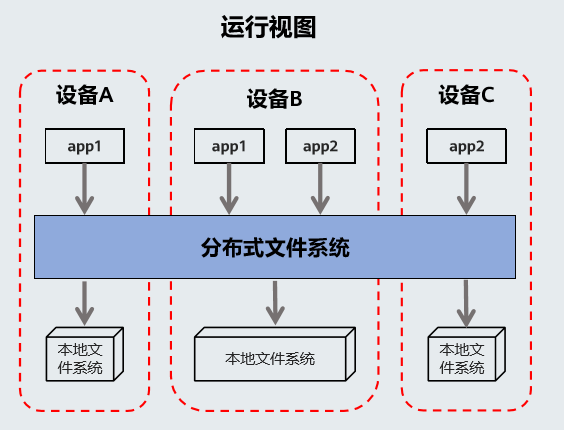 运行视图
设备A
设备B
设备C
app1
app1
app2
app2
分布式文件系统
本地文
件系统
本地文件系统
本地文
件系统